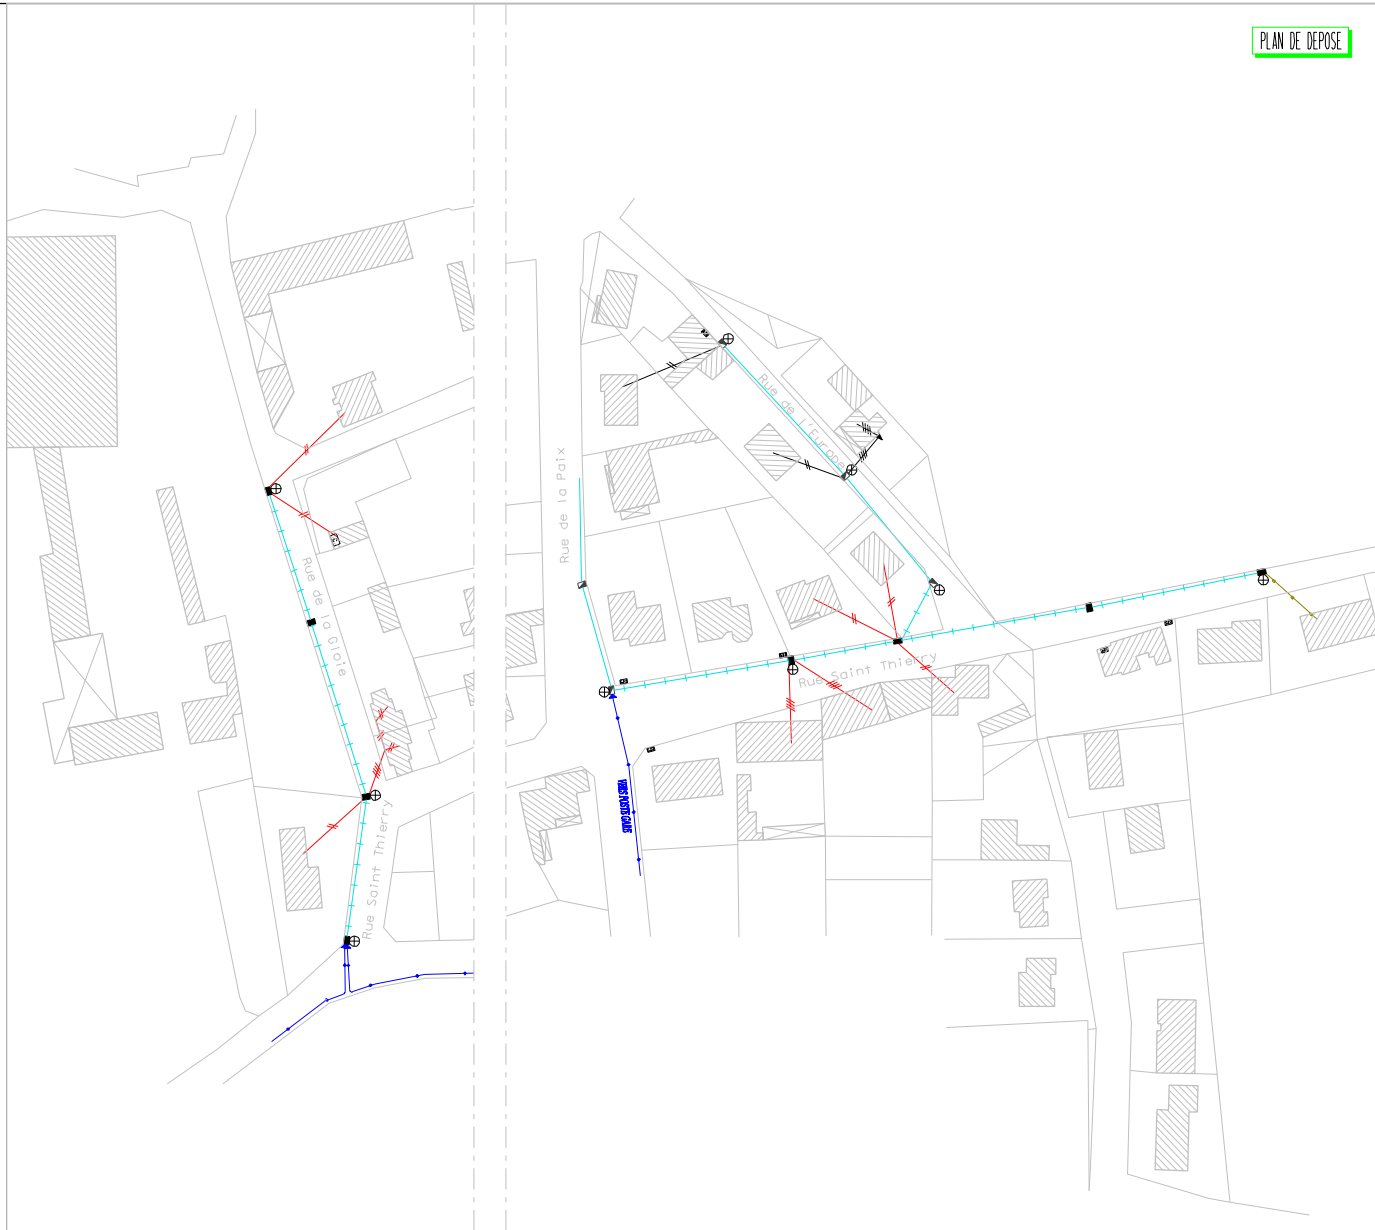 PLAN DE DEPOSE
Rue de l'Europe
Rue de la Paix
Rue de la Glaie
Rue Saint Thierry
Rue Saint Thierry